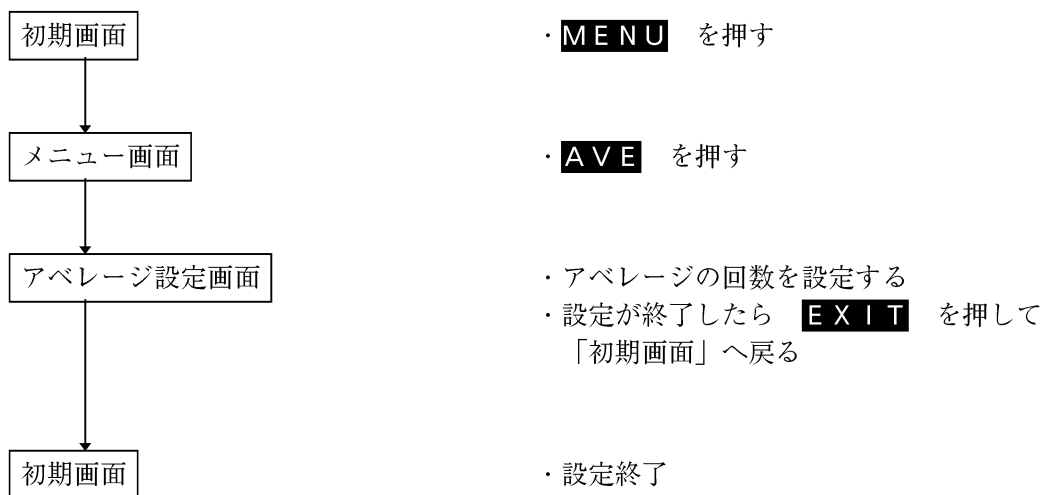 初期画面
・MENU を押す
メニュー画面
・AVE を押す
アベレージ設定画面
・アベレージの回数を設定する
・設定が終了したら EXIT を押して
「初期画面」へ戻る
初期画面
・設定終了